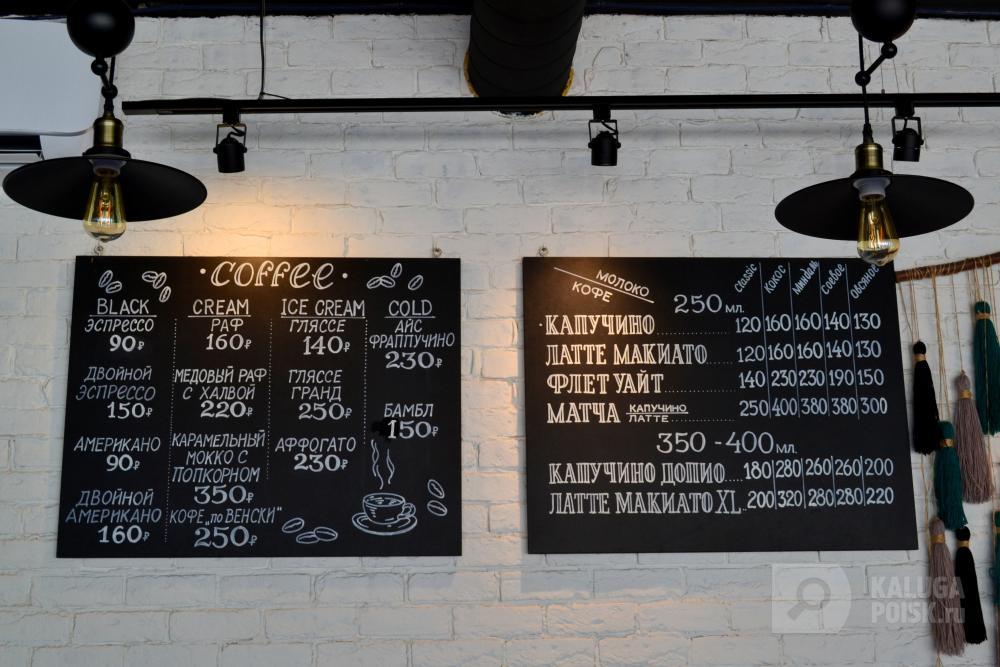 ·COFFEE·
BLACK
ЭСПРЕССО
90₽
ДВОЙНОЙ
ЭСПРЕССО
150₽
АМЕРИКАНО
90₽
ДВОЙНОЙ
АМЕРИКАНО
160₽
CREAM
РАФ
160₽
МЕДОВЫЙ РАФ
С ХАЛВОЙ
220₽
КАРАМЕЛЬНЫЙ
МОККО С
ПОПКОРНОМ
350₽
КОФЕ „по ВЕНСКИ"
250₽
ICE CREAM
ГЛЯССЕ
140₽
ГЛЯССЕ
ГРАНД
250₽
АФФОГАТО
230₽
COLD
АЙС
ФРАППУЧИНО
230₽
БАМБЛ
150₽
МОЛОКО
КОФЕ
classic Кокос Миндаль Соевое Овсяное
250 мл.
·КАПУЧИНО 120 160 160 140 130
ЛАТТЕ МАКИАТО 120 160 160 140 130
ФЛЕТ УАЙТ 140 230 230 190 150
МАТЧА КАПУЧИНО ЛАТТЕ 250 400 380 380 300
350-400 мл.
КАПУЧИНО ДОПИО 180 280 260 260 200
ЛАТТЕ МАКИАТО XL 200 320 280 280 220
KALUGA
POISK.ru